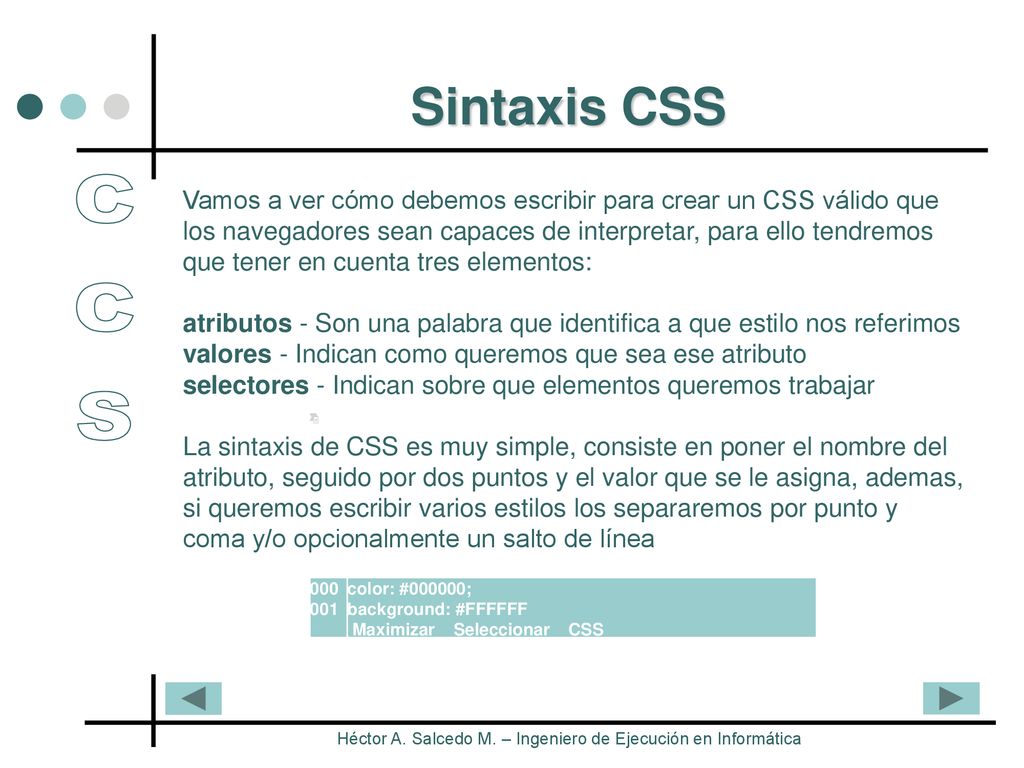 Sintaxis CSS
C
C
S
Vamos a ver cómo debemos escribir para crear un CSS válido que
los navegadores sean capaces de interpretar, para ello tendremos
que tener en cuenta tres elementos:
atributos - Son una palabra que identifica a que estilo nos referimos
valores - Indican como queremos que sea ese atributo
selectores - Indican sobre que elementos queremos trabajar
La sintaxis de CSS es muy simple, consiste en poner el nombre del
atributo, seguido por dos puntos y el valor que se le asigna, ademas,
si queremos escribir varios estilos los separaremos por punto y
coma y/o opcionalmente un salto de línea
000 color: #000000;
001 background: #FFFFFF
Maximizar Seleccionar CSS
Héctor A. Salcedo M. – Ingeniero de Ejecución en Informática